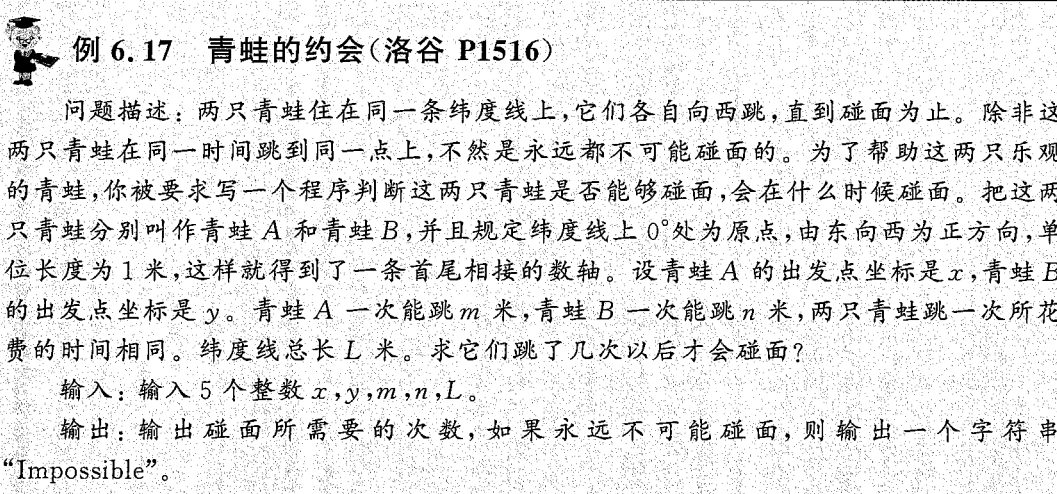 例 6.17 青蛙的约会(洛谷 P1516)
问题描述：两只青蛙住在同一条纬度线上,它们各自向西跳,直到碰面为止。除非这
两只青蛙在同一时间跳到同一点上,不然是永远都不可能碰面的。为了帮助这两只乐观
的青蛙,你被要求写一个程序判断这两只青蛙是否能够碰面,会在什么时候碰面。把这两
只青蛙分别叫作青蛙 A 和青蛙 B,并且规定纬度线上 0°处为原点,由东向西为正方向,单
位长度为 1 米,这样就得到了一条首尾相接的数轴。设青蛙 A 的出发点坐标是 x,青蛙 B
的出发点坐标是 y。青蛙 A 一次能跳 m 米,青蛙 B 一次能跳 n 米,两只青蛙跳一次所花
费的时间相同。纬度线总长 L 米。求它们跳了几次以后才会碰面?
输入：输入 5 个整数 x,y,m,n,L。
输出：输出碰面所需要的次数,如果永远不可能碰面,则输出一个字符串
“Impossible”。